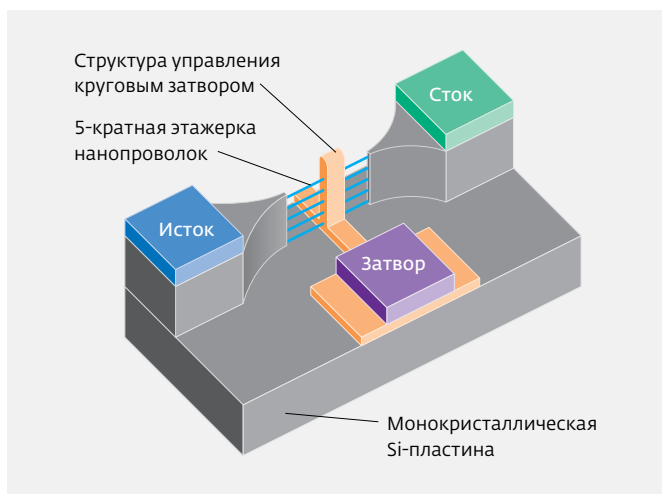 Структура управления
круговым затвором
5-кратная этажерка
нанопроволок
Сток
Исток
Затвор
Монокристаллическая
Si-пластина